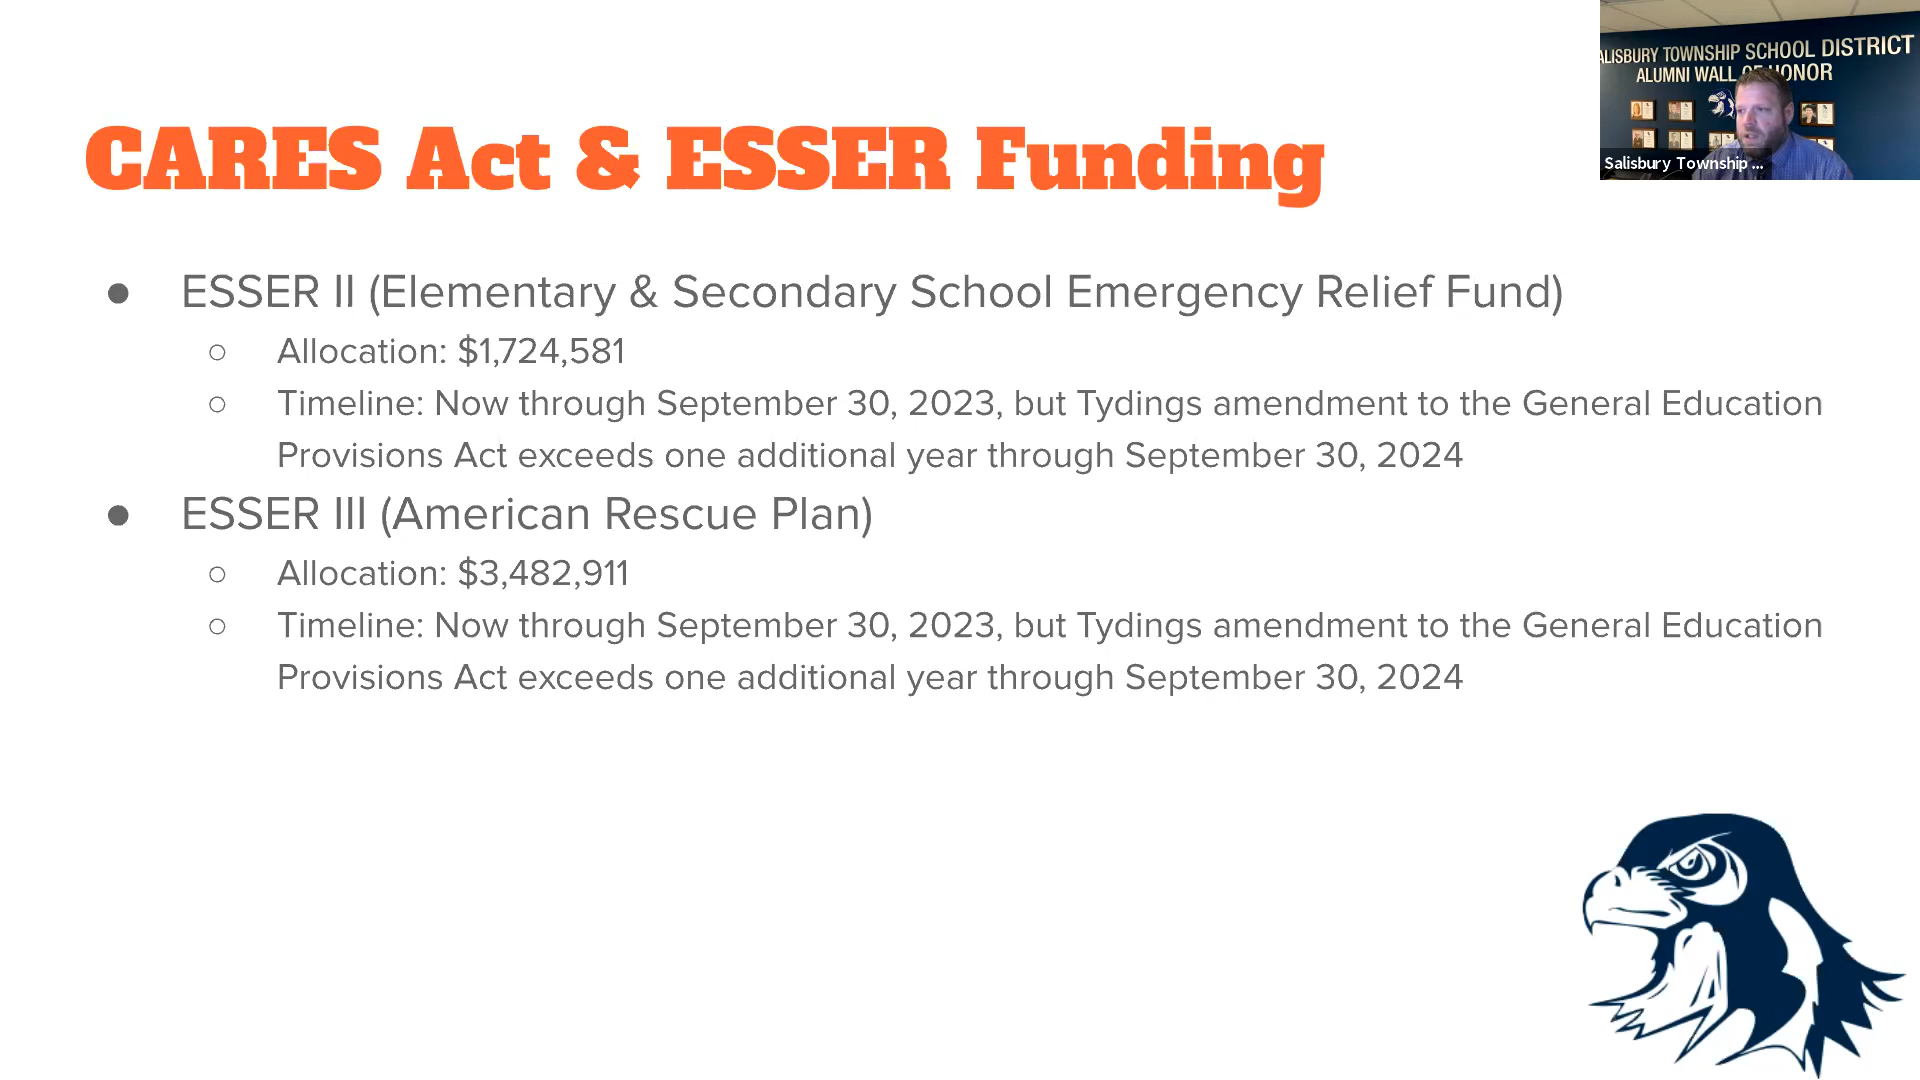 CARES Act & ESSER Funding
● ESSER II (Elementary & Secondary School Emergency Relief Fund)
○ Allocation: $1,724,581
○ Timeline: Now through September 30, 2023, but Tydings amendment to the General Education
Provisions Act exceeds one additional year through September 30, 2024
● ESSER III (American Rescue Plan)
○ Allocation: $3,482,911
○ Timeline: Now through September 30, 2023, but Tydings amendment to the General Education
Provisions Act exceeds one additional year through September 30, 2024
ALISBURY TOWNSHIP SCHOOL DISTRICT
ALUMNI WALL OF HONOR
Salisbury Township ...